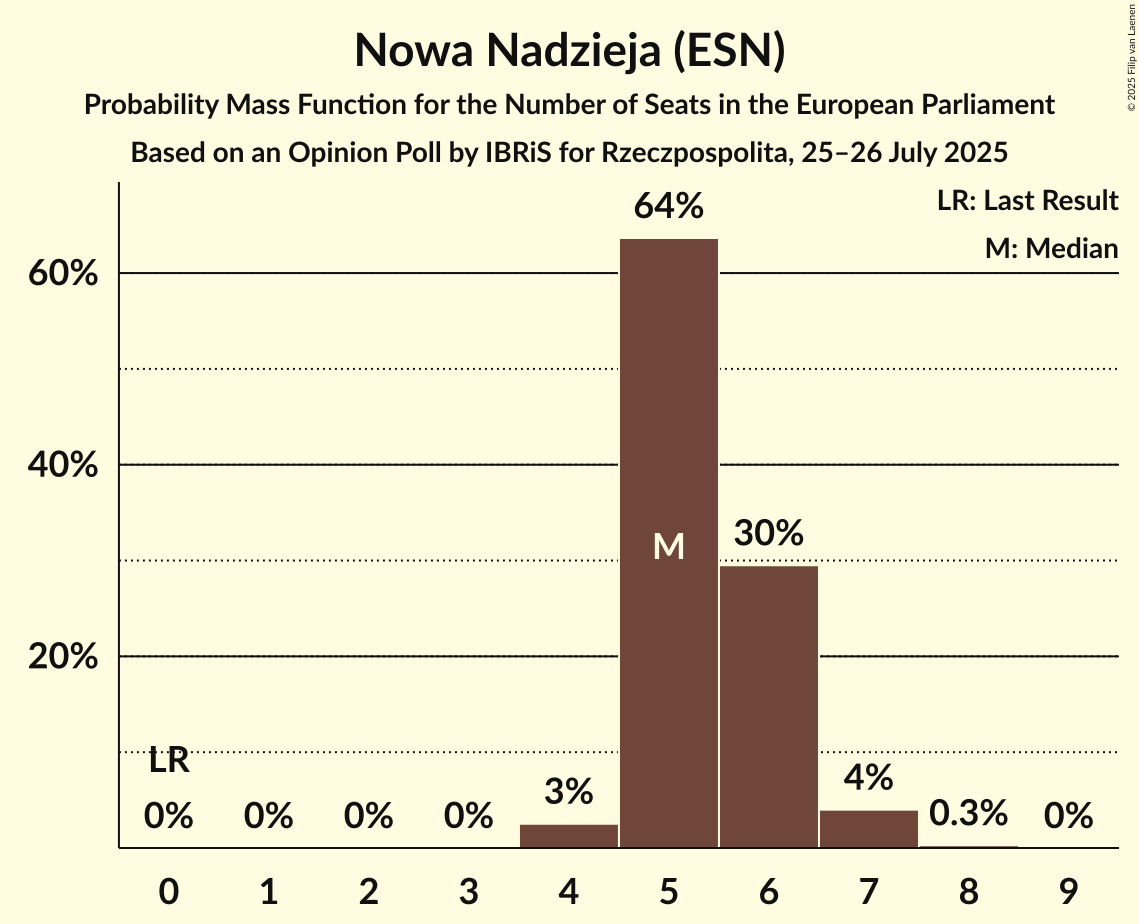 Nowa Nadzieja (ESN)
Probability Mass Function for the Number of Seats in the European Parliament
Based on an Opinion Poll by IBRiS for Rzeczpospolita, 25–26 July 2025
© 2025 Filip van Laenen
LR: Last Result
M: Median
64%
60%
40%
M
30%
20%
LR
0%
0%
0%
0%
3%
4%
0.3%
0%
0 1 2 3 4 5 6 7 8 9